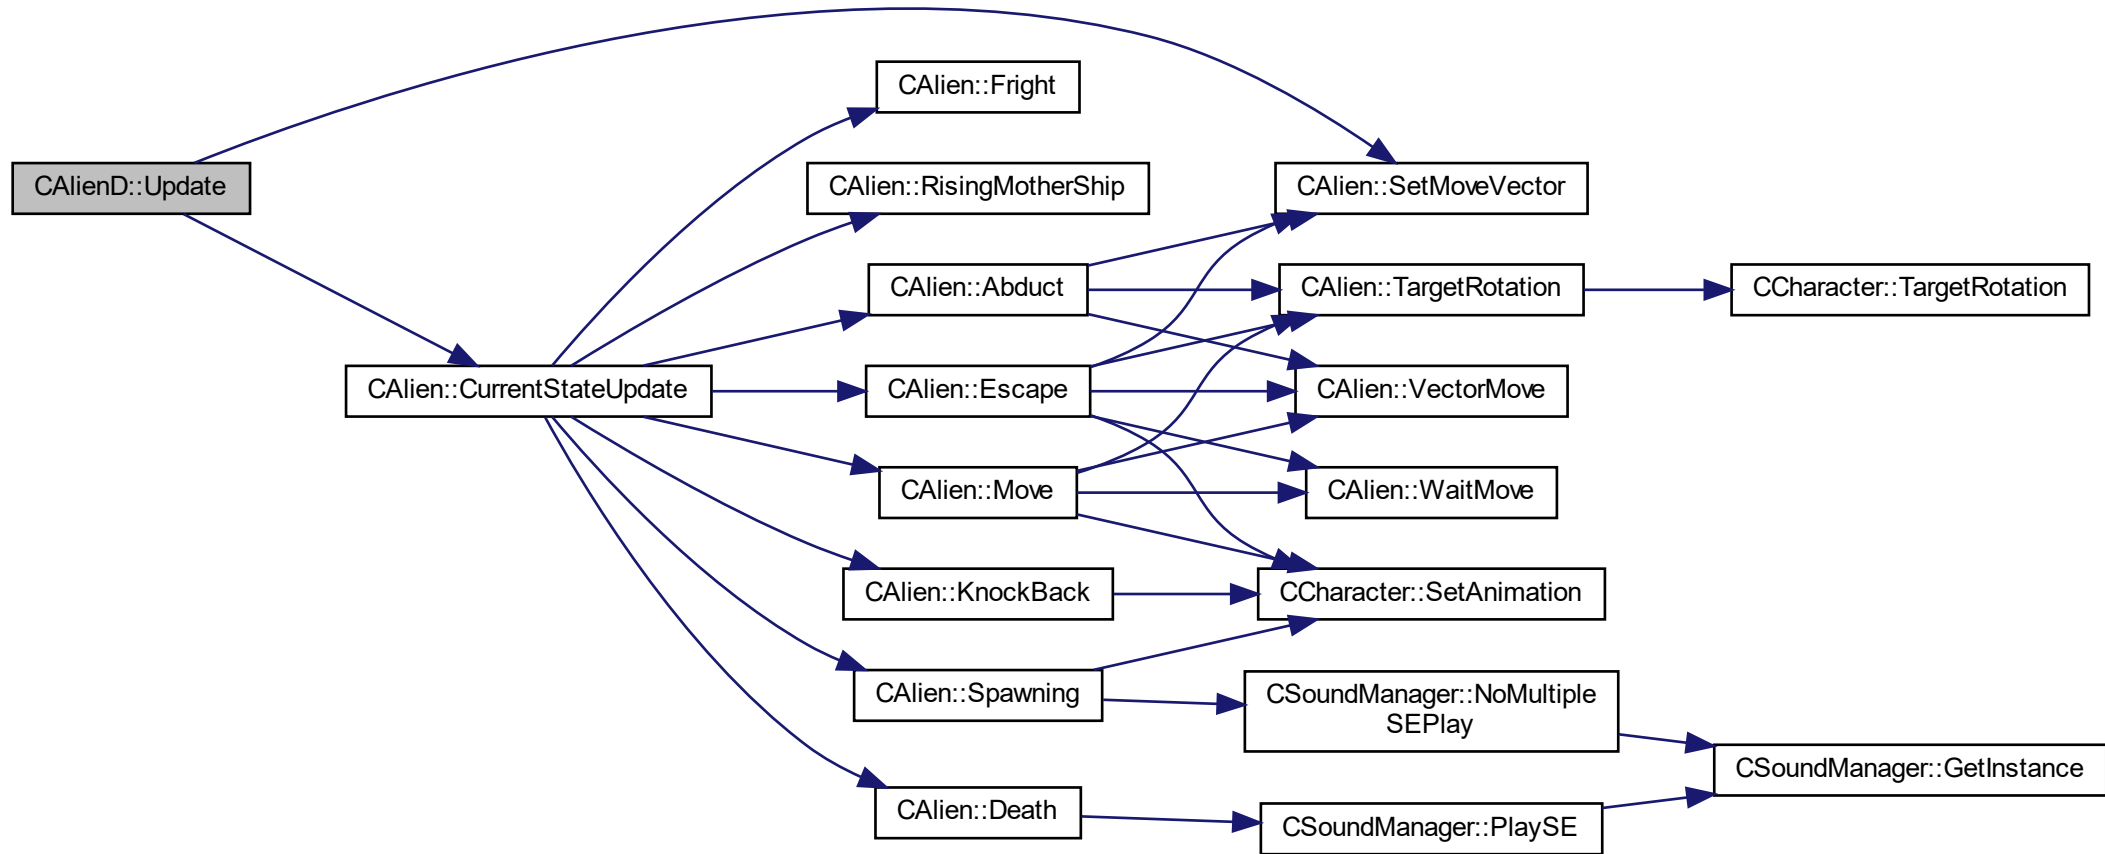 CAlien::Fright
CAlienD::Update
CAlien::RisingMotherShip
CAlien::SetMoveVector
CAlien::Abduct
CAlien::TargetRotation
CCharacter::TargetRotation
CAlien::CurrentStateUpdate
CAlien::Escape
CAlien::VectorMove
CAlien::Move
CAlien::WaitMove
CAlien::KnockBack
CCharacter::SetAnimation
CAlien::Spawning
CSoundManager::NoMultiple
SEPlay
CSoundManager::GetInstance
CAlien::Death
CSoundManager::PlaySE